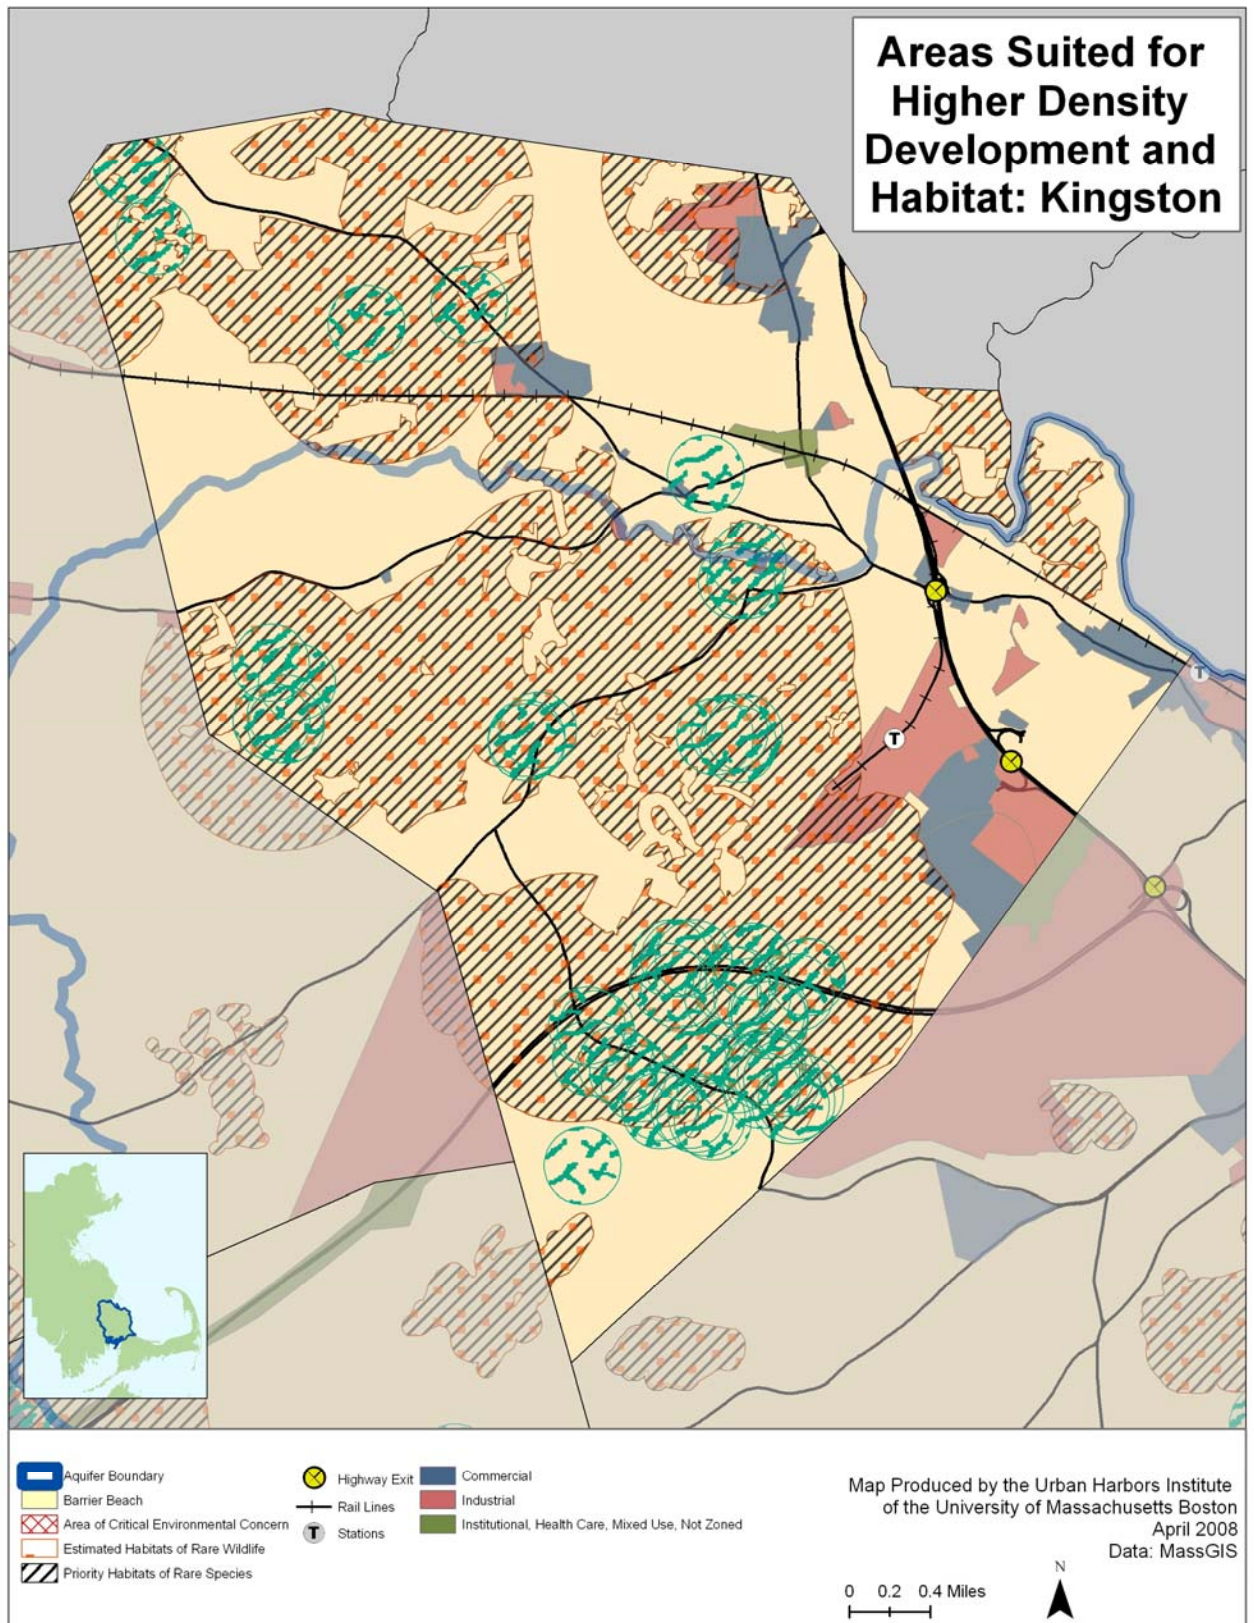 Areas Suited for
Higher Density
Development and
Habitat: Kingston
T
T
Aquifer Boundary
Barrier Beach
Area of Critical Environmental Concern
Estimated Habitats of Rare Wildlife
Priority Habitats of Rare Species
Highway Exit
Rail Lines
T Stations
Commercial
Industrial
Institutional, Health Care, Mixed Use, Not Zoned
Map Produced by the Urban Harbors Institute
of the University of Massachusetts Boston
April 2008
Data: MassGIS
N
0 0.2 0.4 Miles